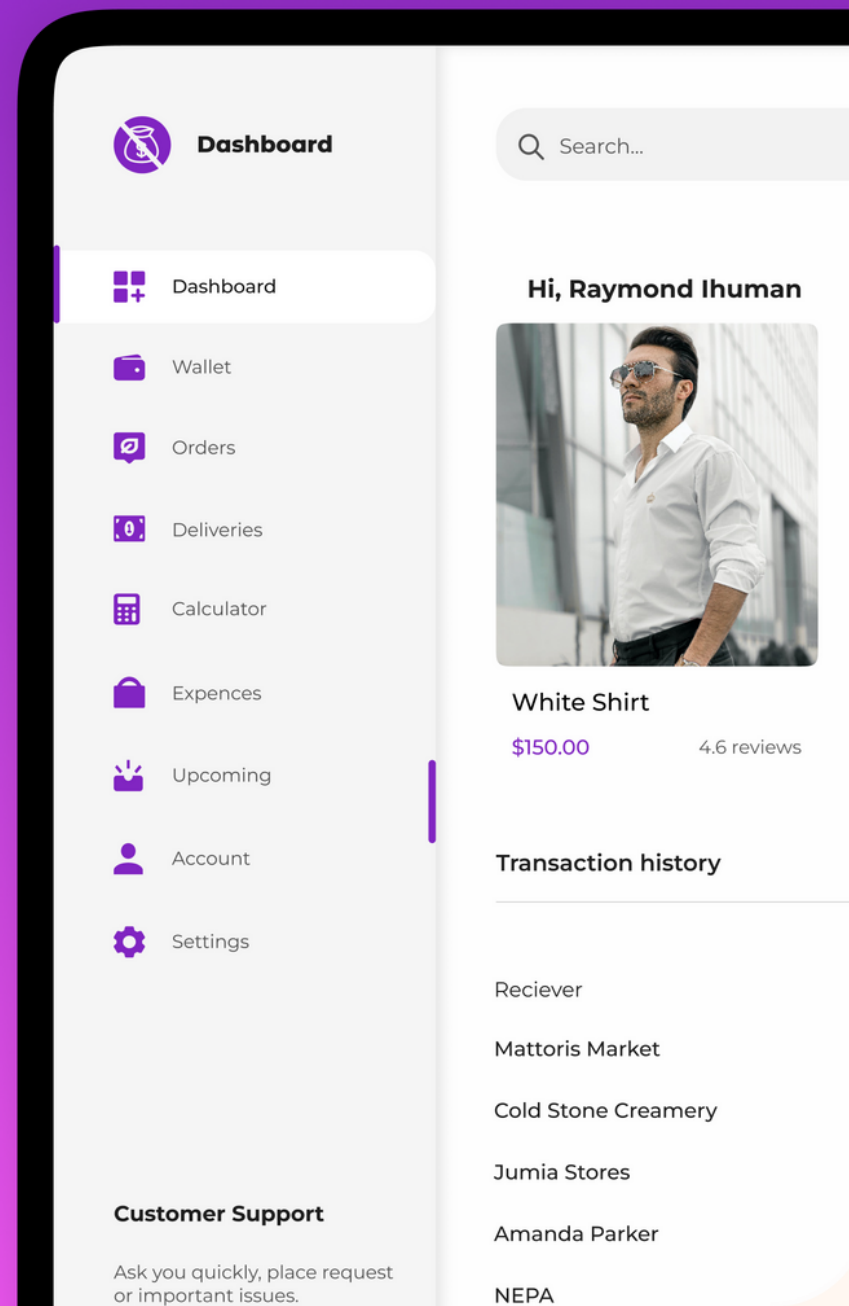 Dashboard
Dashboard
Wallet
Orders
Deliveries
Calculator
Expences
Upcoming
Account
Settings
Customer Support
Ask you quickly, place request
or important issues.
Search...
Hi, Raymond Ihuman
White Shirt
$150.00 4.6 reviews
Transaction history
Reciever
Mattoris Market
Cold Stone Creamery
Jumia Stores
Amanda Parker
NEPA